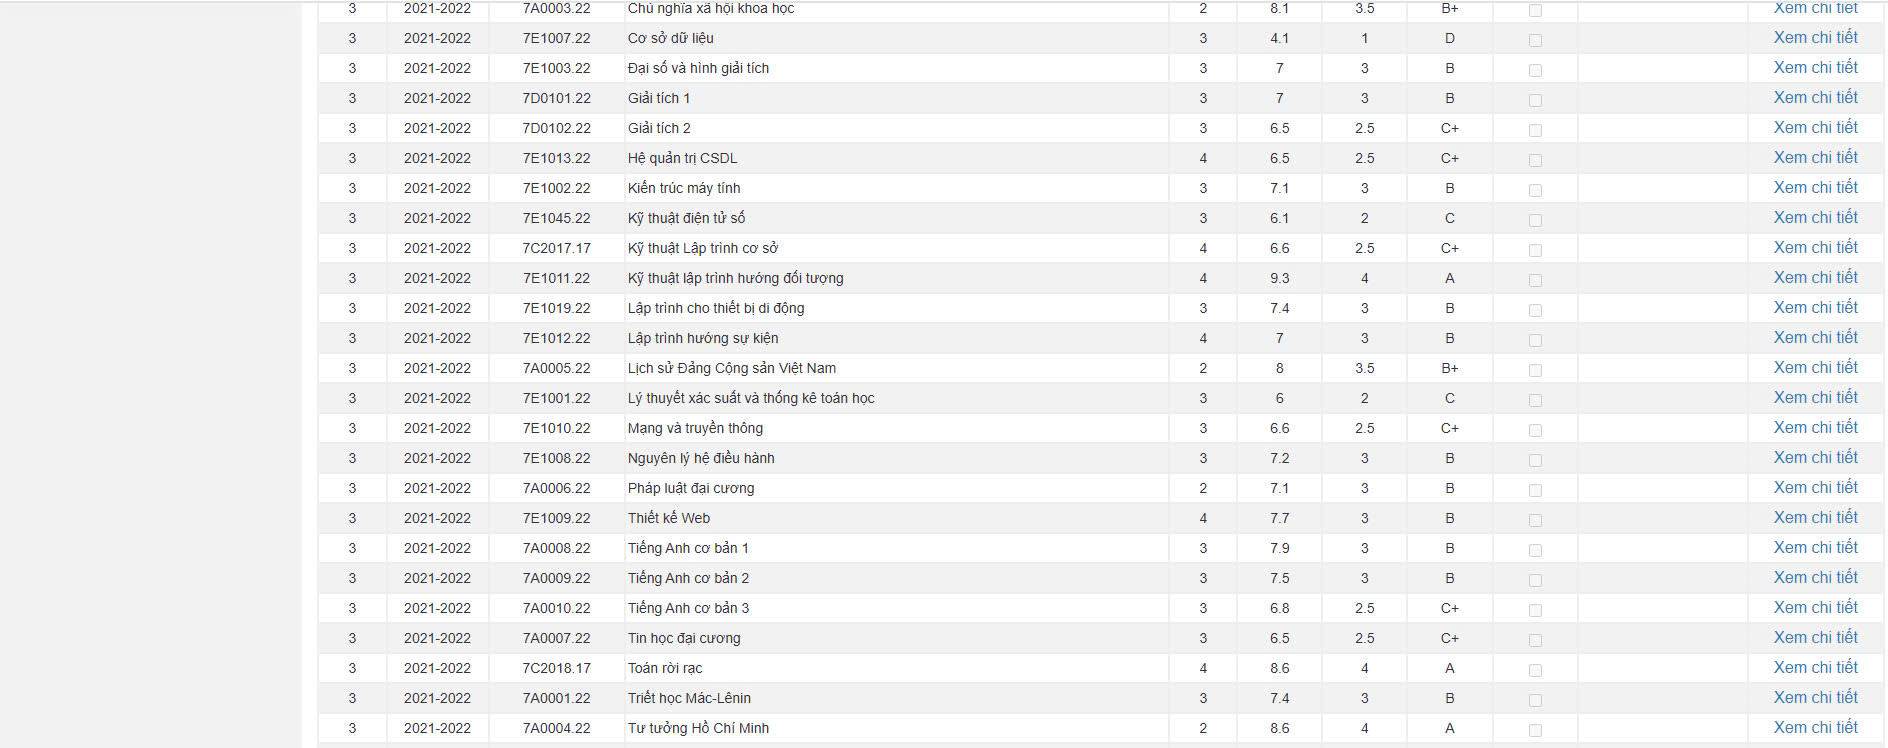 3 2021-2022 7A0003.22 Chủ nghĩa xã hội khoa học 2 8.1 3.5 B+ Xem chi tiết
3 2021-2022 7E1007.22 Cơ sở dữ liệu 3 4.1 1 D Xem chi tiết
3 2021-2022 7E1003.22 Đại số và hình giải tích 3 7 3 B Xem chi tiết
3 2021-2022 7D0101.22 Giải tích 1 3 7 3 B Xem chi tiết
3 2021-2022 7D0102.22 Giải tích 2 3 6.5 2.5 C+ Xem chi tiết
3 2021-2022 7E1013.22 Hệ quản trị CSDL 4 6.5 2.5 C+ Xem chi tiết
3 2021-2022 7E1002.22 Kiến trúc máy tính 3 7.1 3 B Xem chi tiết
3 2021-2022 7E1045.22 Kỹ thuật điện tử số 3 6.1 2 C Xem chi tiết
3 2021-2022 7C2017.17 Kỹ thuật Lập trình cơ sở 4 6.6 2.5 C+ Xem chi tiết
3 2021-2022 7E1011.22 Kỹ thuật lập trình hướng đối tượng 4 9.3 4 A Xem chi tiết
3 2021-2022 7E1019.22 Lập trình cho thiết bị di động 3 7.4 3 B Xem chi tiết
3 2021-2022 7E1012.22 Lập trình hướng sự kiện 4 7 3 B Xem chi tiết
3 2021-2022 7A0005.22 Lịch sử Đảng Cộng sản Việt Nam 2 8 3.5 B+ Xem chi tiết
3 2021-2022 7E1001.22 Lý thuyết xác suất và thống kê toán học 3 6 2 C Xem chi tiết
3 2021-2022 7E1010.22 Mạng và truyền thông 3 6.6 2.5 C+ Xem chi tiết
3 2021-2022 7E1008.22 Nguyên lý hệ điều hành 3 7.2 3 B Xem chi tiết
3 2021-2022 7A0006.22 Pháp luật đại cương 2 7.1 3 B Xem chi tiết
3 2021-2022 7E1009.22 Thiết kế Web 4 7.7 3 B Xem chi tiết
3 2021-2022 7A0008.22 Tiếng Anh cơ bản 1 3 7.9 3 B Xem chi tiết
3 2021-2022 7A0009.22 Tiếng Anh cơ bản 2 3 7.5 3 B Xem chi tiết
3 2021-2022 7A0010.22 Tiếng Anh cơ bản 3 3 6.8 2.5 C+ Xem chi tiết
3 2021-2022 7A0007.22 Tin học đại cương 3 6.5 2.5 C+ Xem chi tiết
3 2021-2022 7C2018.17 Toán rời rạc 4 8.6 4 A Xem chi tiết
3 2021-2022 7A0001.22 Triết học Mác-Lênin 3 7.4 3 B Xem chi tiết
3 2021-2022 7A0004.22 Tư tưởng Hồ Chí Minh 2 8.6 4 A Xem chi tiết